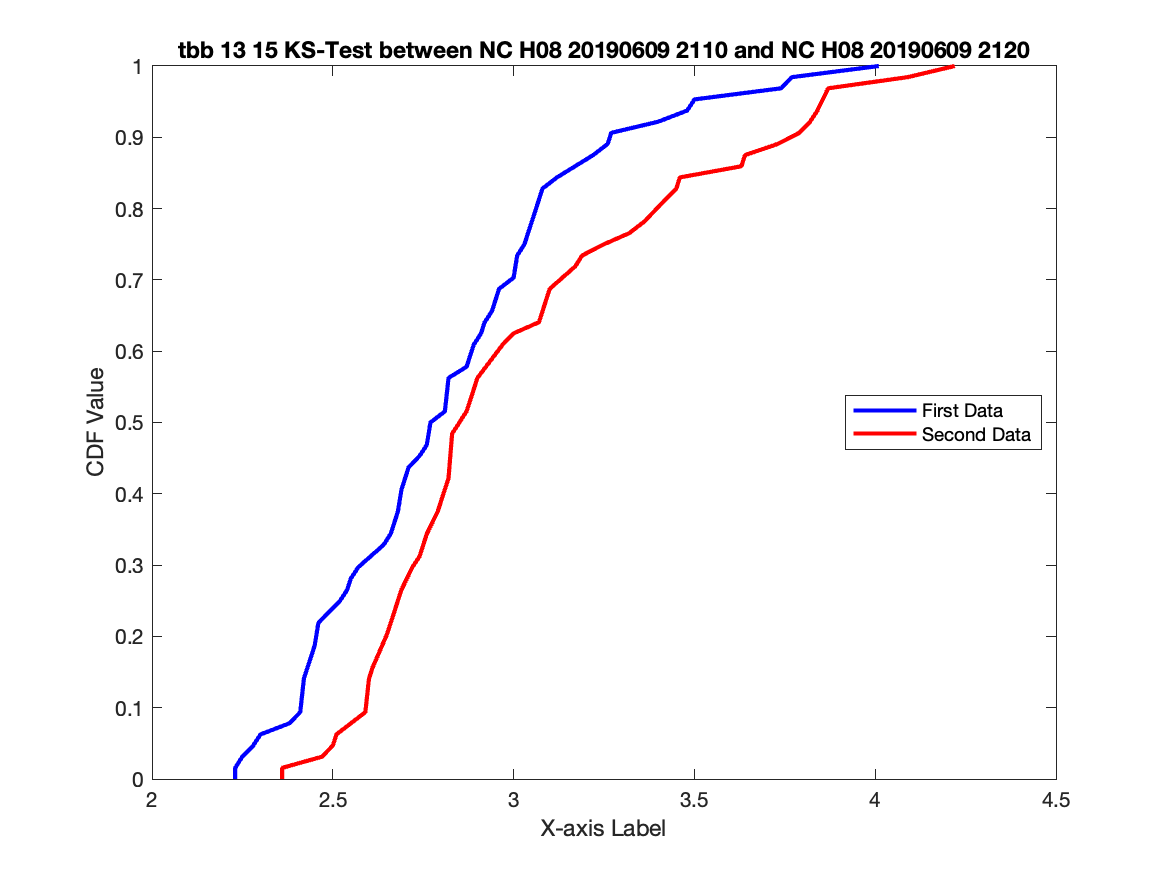 tbb 13 15 KS-Test between NC H08 20190609 2110 and NC H08 20190609 2120
1
0.9
0.8
0.7
0.6
0.5
0.4
0.3
0.2
0.1
0
CDF Value
First Data
Second Data
2 2.5 3 3.5 4 4.5
X-axis Label